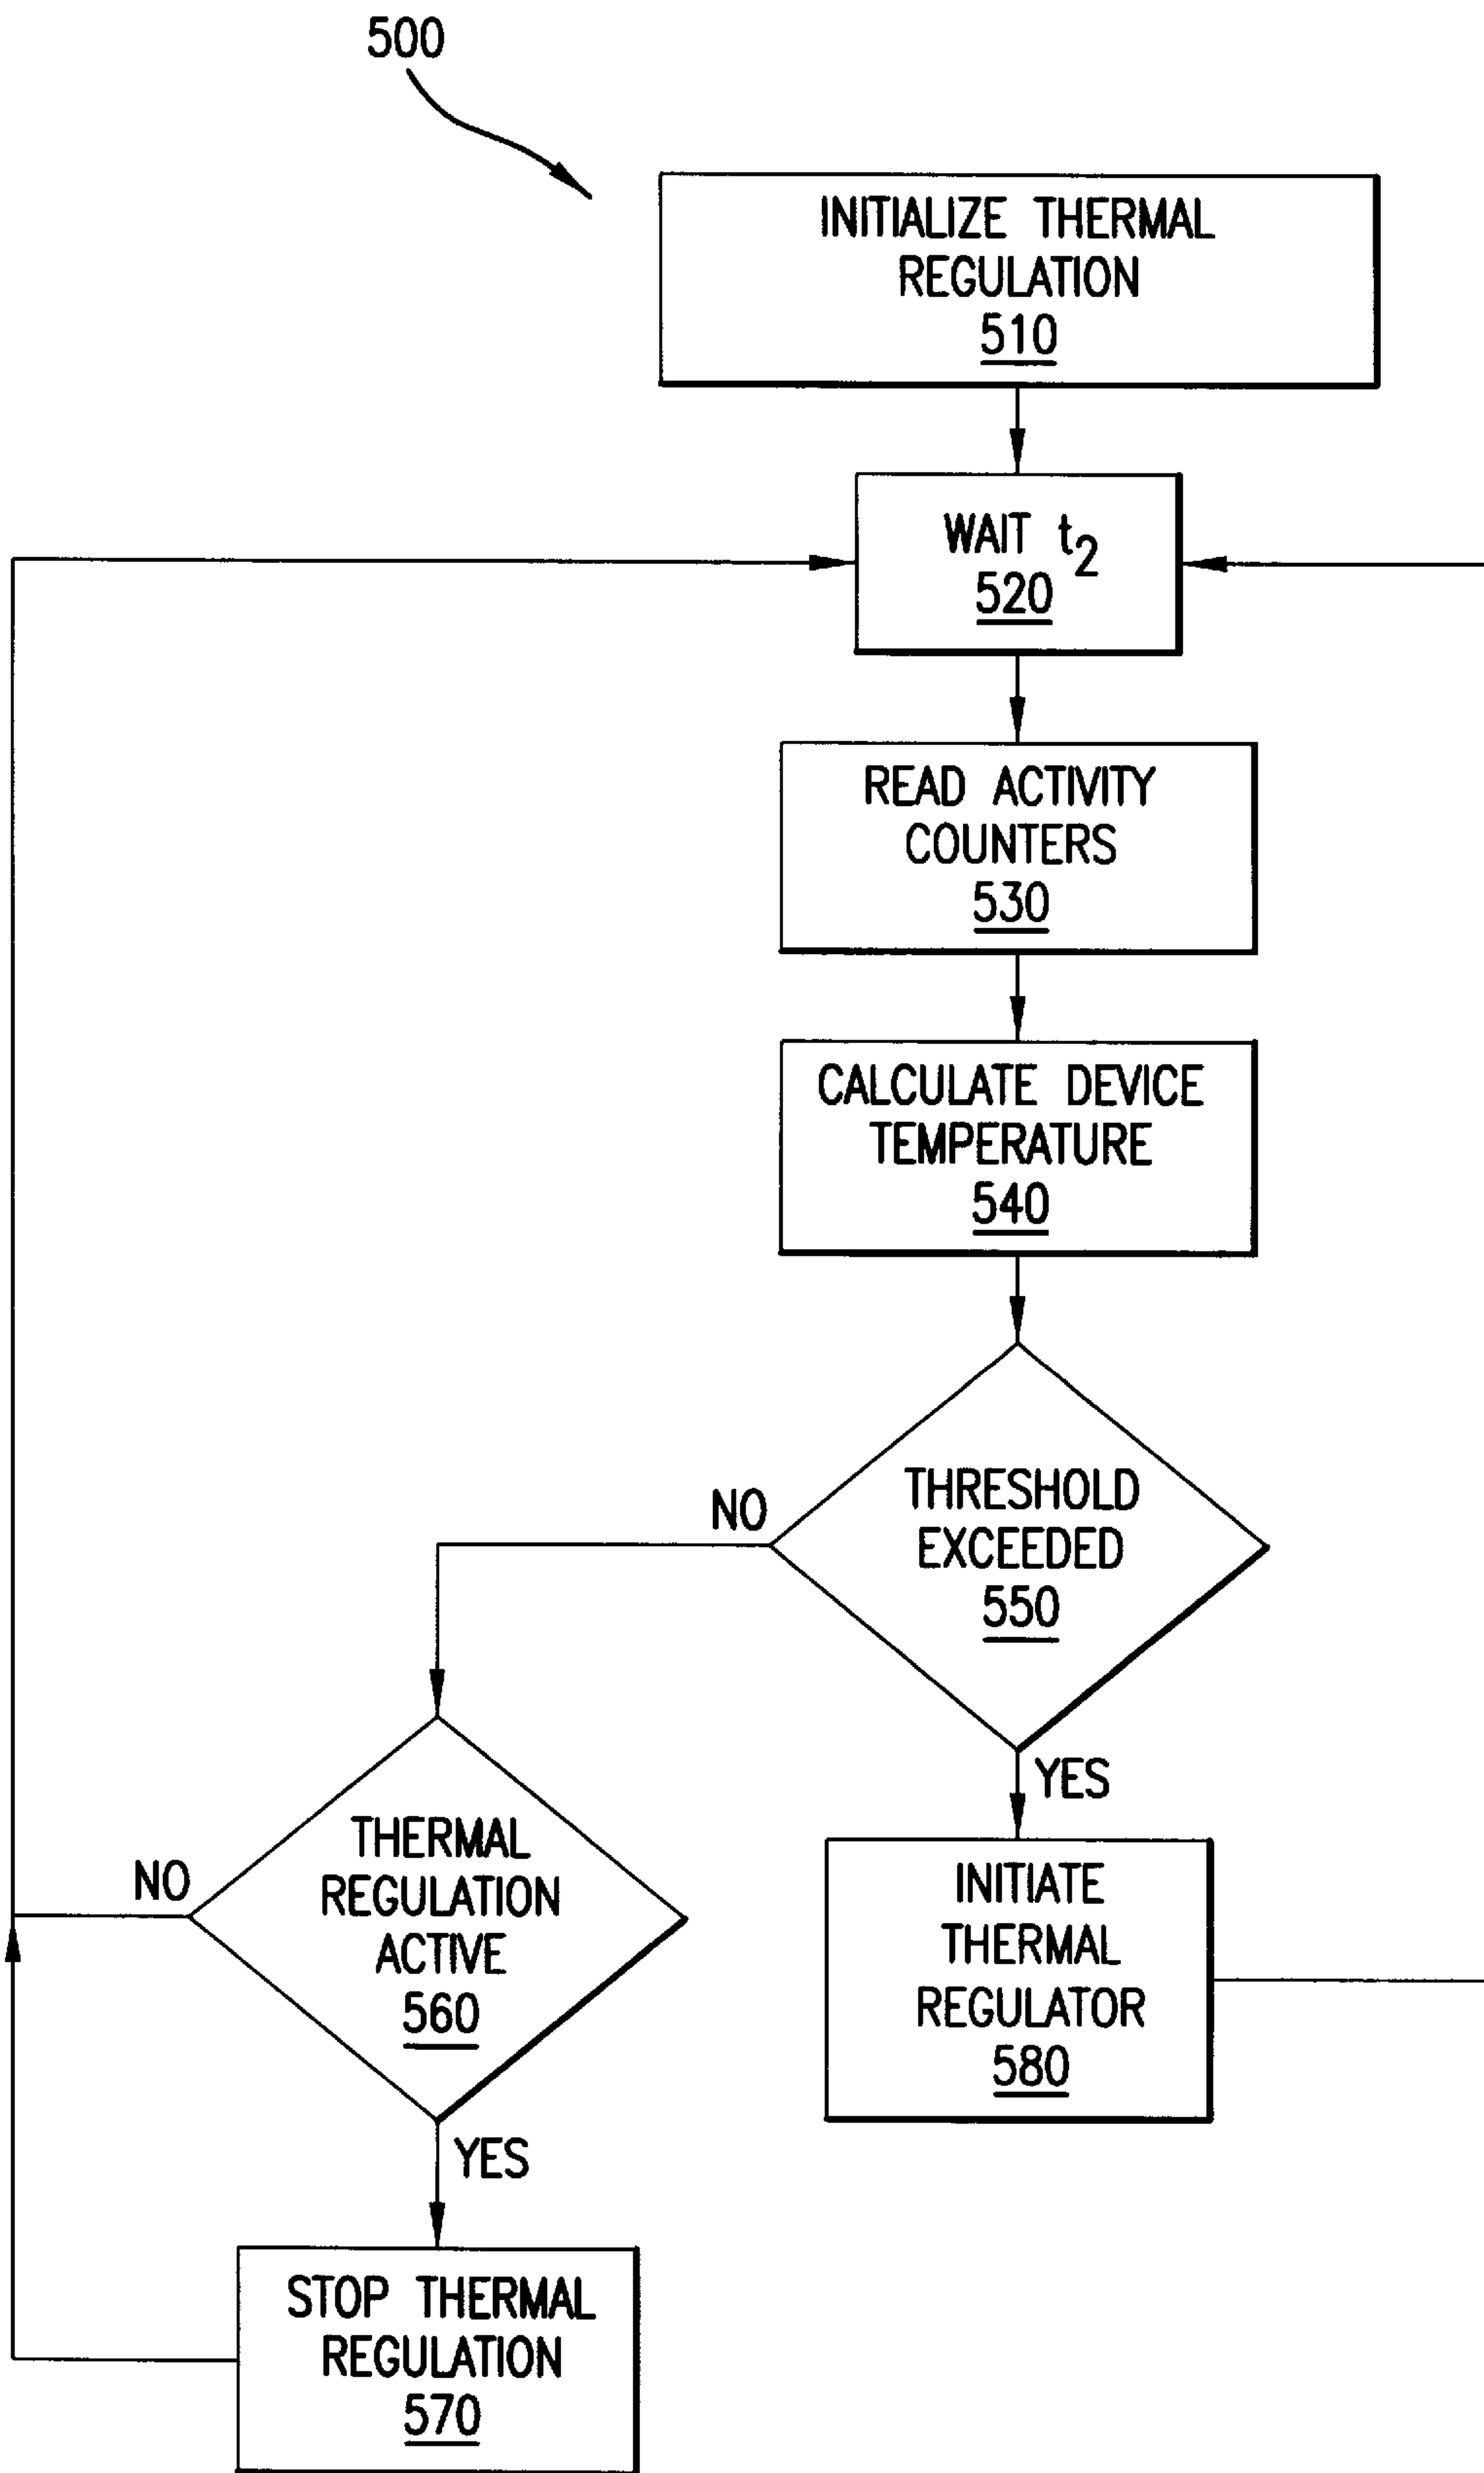 500
INITIALIZE THERMAL
REGULATION
510
WAIT t₂
520
READ ACTIVITY
COUNTERS
530
CALCULATE DEVICE
TEMPERATURE
540
THRESHOLD
EXCEEDED
550
NO
YES
THERMAL
REGULATION
ACTIVE
560
NO
YES
INITIATE
THERMAL
REGULATOR
580
STOP THERMAL
REGULATION
570